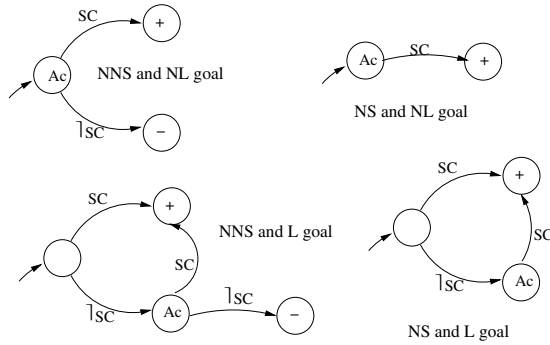 SC
+
Ac
NNS and NL goal
⌉SC
−
Ac
SC
+
NS and NL goal
SC
+
NNS and L goal
SC
⌉SC
Ac
⌉SC
−
SC
+
SC
⌉SC
Ac
NS and L goal